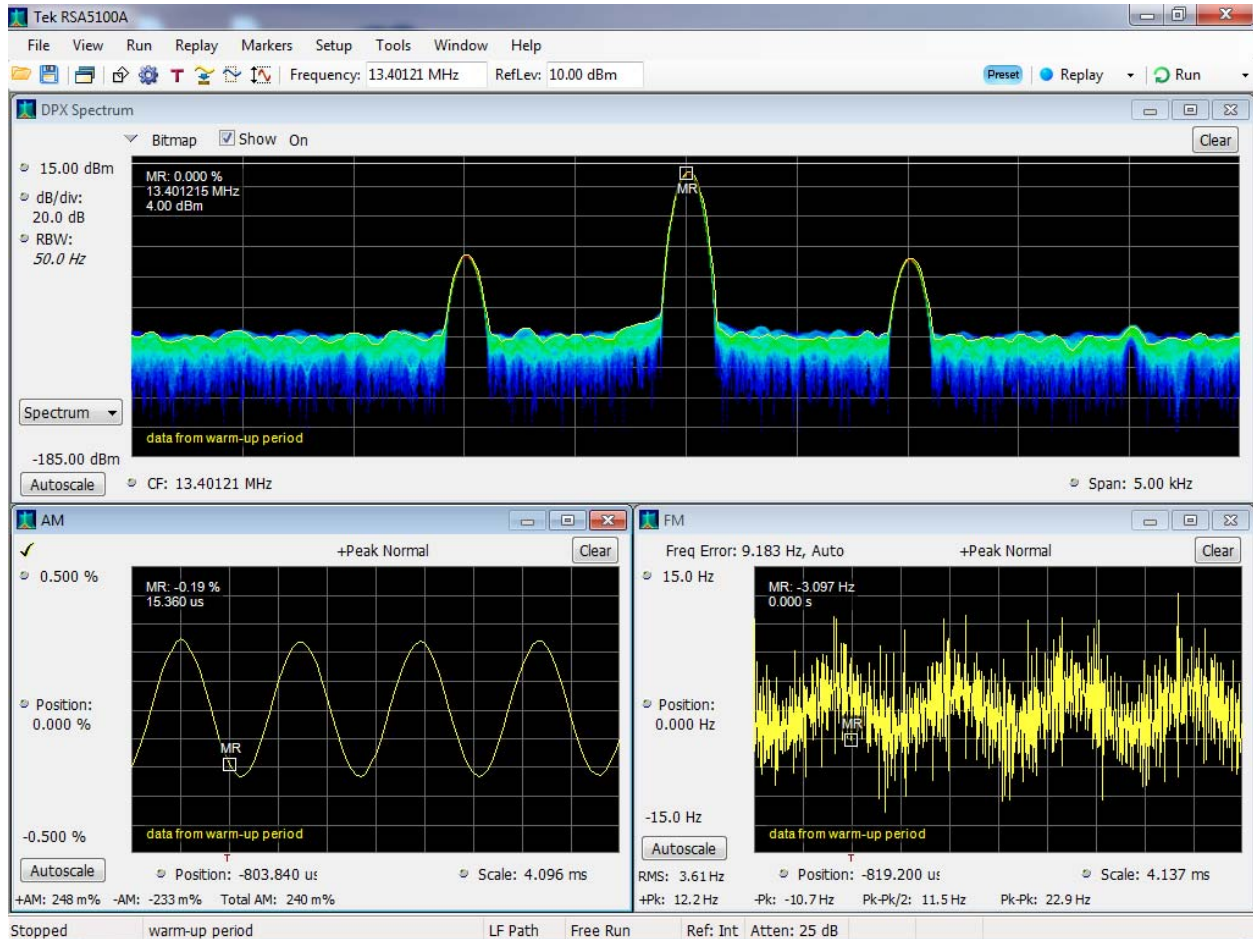 Tek RSA5100A
File View Run Replay Markers Setup Tools Window Help
T Frequency: 13.40121 MHz RefLev: 10.00 dBm Preset Replay Run
DPX Spectrum
Bitmap Show On Clear
15.00 dBm
dB/div:
20.0 dB
RBW:
50.0 Hz
MR: 0.000 %
13.401215 MHz
4.00 dBm
MR
Spectrum
data from warm-up period
-185.00 dBm
Autoscale CF: 13.40121 MHz Span: 5.00 kHz
AM
+Peak Normal Clear
0.500 %
MR: -0.19 %
15.360 us
Position:
0.000 %
MR
-0.500 %
data from warm-up period
T
Autoscale Position: -803.840 us Scale: 4.096 ms
+AM: 248 m% -AM: -233 m% Total AM: 240 m%
FM
Freq Error: 9.183 Hz, Auto +Peak Normal Clear
15.0 Hz
MR: -3.097 Hz
0.000 s
Position:
0.000 Hz
MR
-15.0 Hz
data from warm-up period
T
Autoscale
RMS: 3.61 Hz Position: -819.200 us Scale: 4.137 ms
+Pk: 12.2 Hz -Pk: -10.7 Hz Pk-Pk/2: 11.5 Hz Pk-Pk: 22.9 Hz
Stopped warm-up period LF Path Free Run Ref: Int Atten: 25 dB